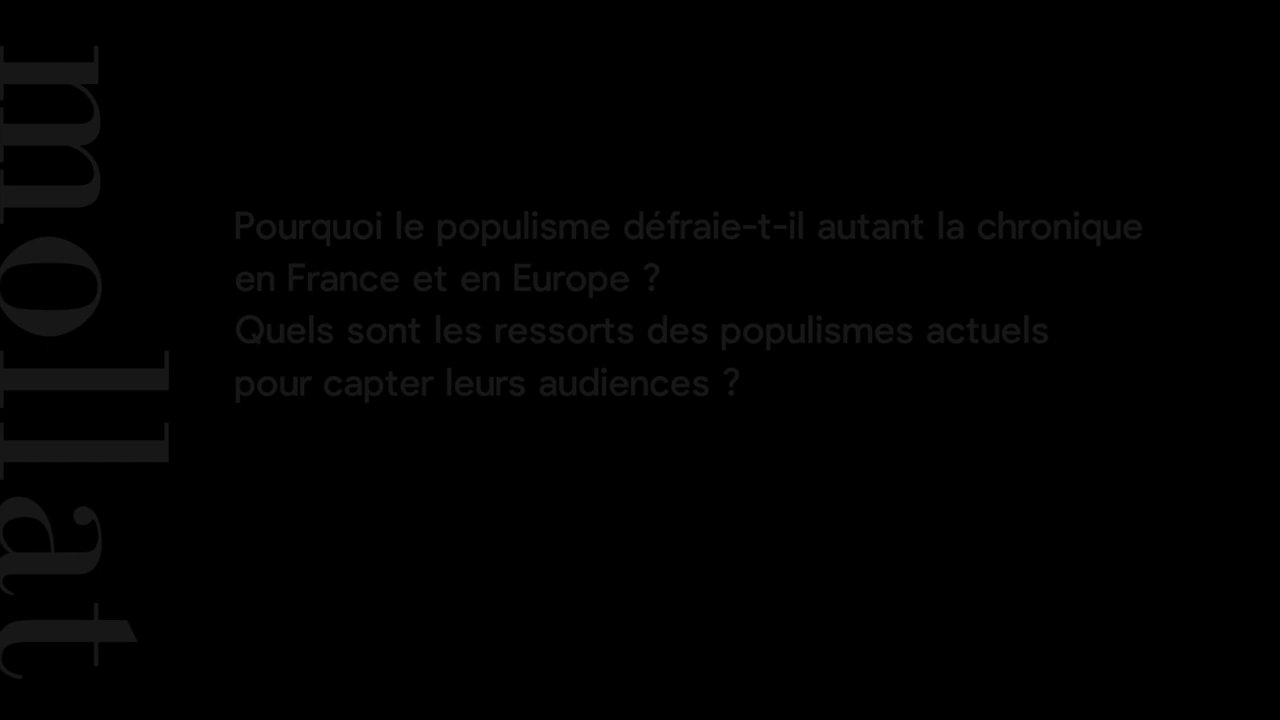 mollat
Pourquoi le populisme défraie-t-il autant la chronique
en France et en Europe ?
Quels sont les ressorts des populismes actuels
pour capter leurs audiences ?